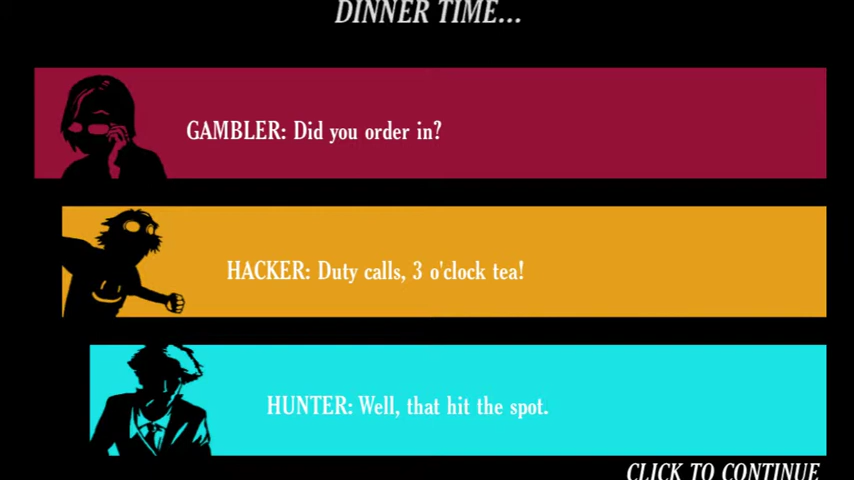 DINNER TIME...
GAMBLER: Did you order in?
HACKER: Duty calls, 3 o'clock tea!
HUNTER: Well, that hit the spot.
CLICK TO CONTINUE